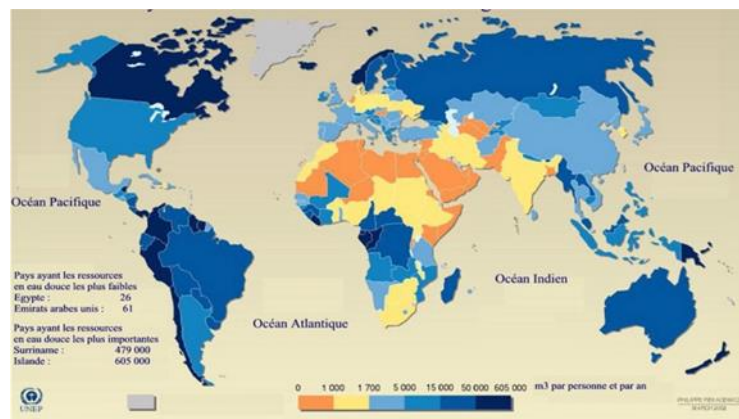 Océan Pacifique
Océan Pacifique
Océan Indien
Océan Atlantique
Pays ayant les ressources
en eau douce les plus faibles
Egypte : 26
Emirats arabes unis : 61
Pays ayant les ressources
en eau douce les plus importantes
Surriname : 479 000
Islande : 605 000
0 1 000 1 700 5 000 15 000 50 000 605 000 m3 par personne et par an
UNEP